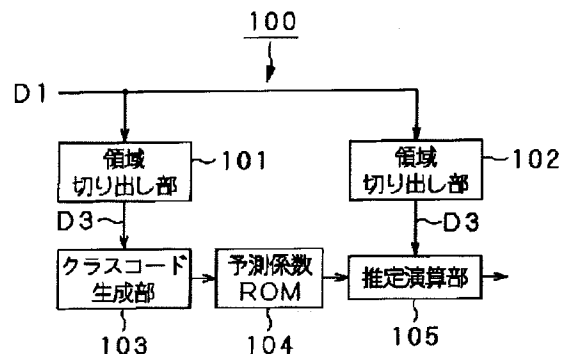 100
D1
領域
切り出し部
101
領域
切り出し部
102
D3
D3
クラスコード
生成部
予測係数
ROM
推定演算部
103
104
105